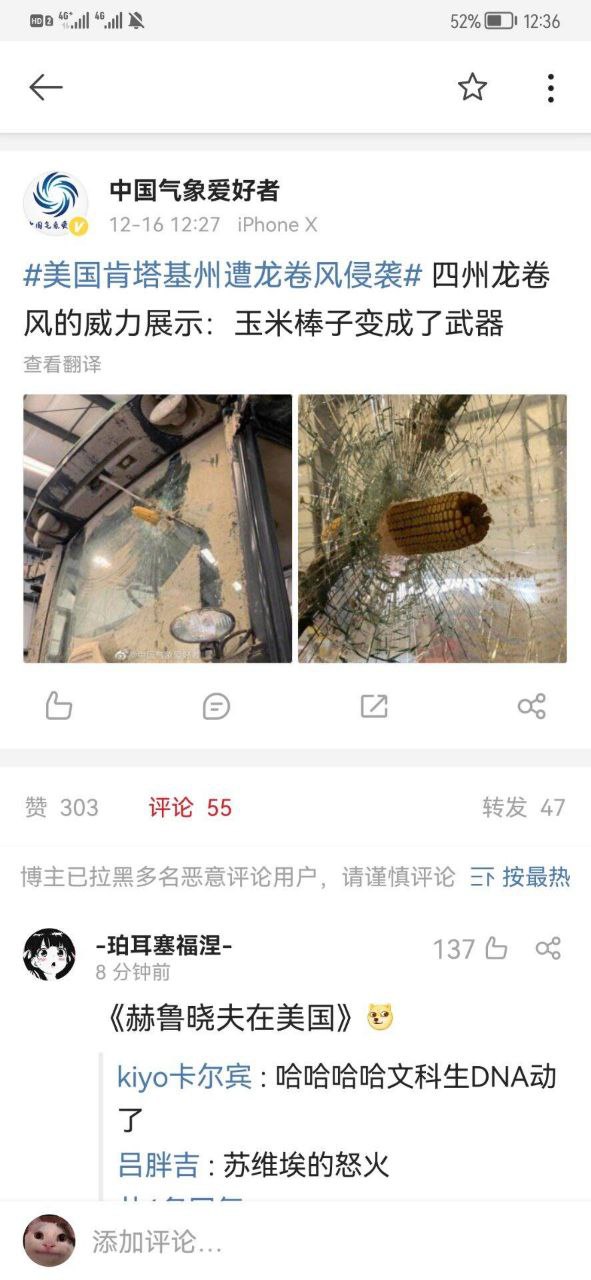 HD 2 4G+ 4G 52% 12:36
中国气象爱好者
12-16 12:27 iPhone X
#美国肯塔基州遭龙卷风侵袭# 四州龙卷
风的威力展示：玉米棒子变成了武器
查看翻译
@中国气象爱好者
赞 303 评论 55 转发 47
博主已拉黑多名恶意评论用户，请谨慎评论 按最热
-珀耳塞福涅-
137
8 分钟前
《赫鲁晓夫在美国》
kiyo卡尔宾：哈哈哈哈文科生DNA动
了
吕胖吉：苏维埃的怒火
添加评论...